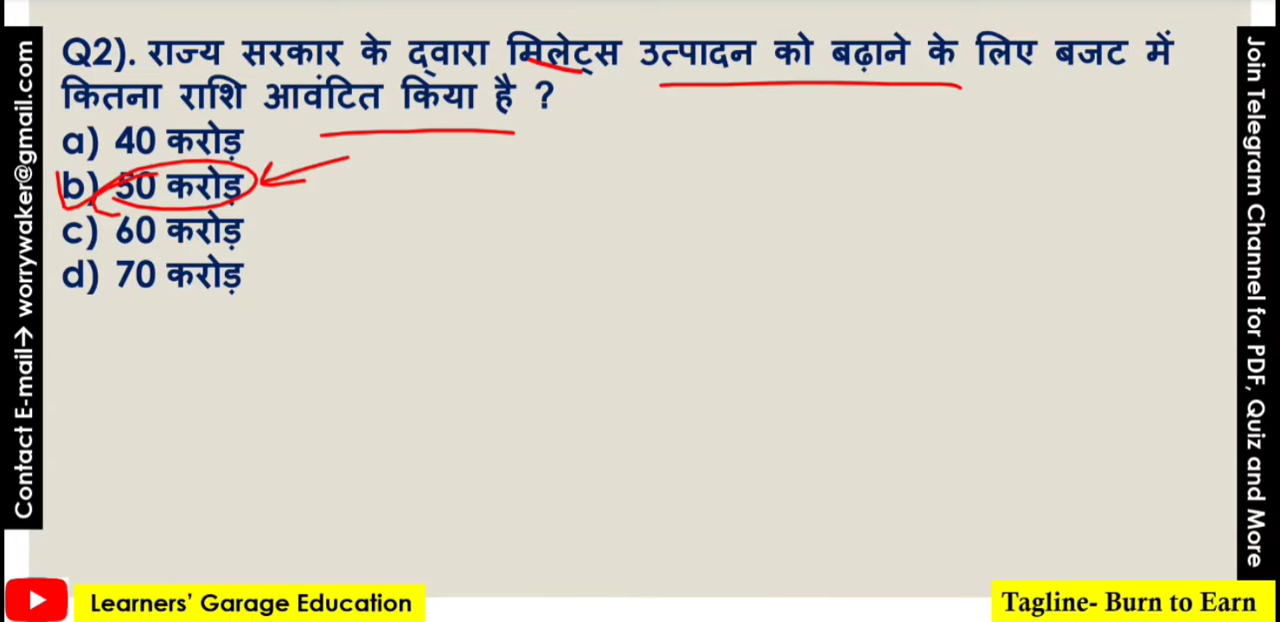 Q2). राज्य सरकार के द्वारा मिलेट्स उत्पादन को बढ़ाने के लिए बजट में
कितना राशि आवंटित किया है ?
a) 40 करोड़
b) 50 करोड़
c) 60 करोड़
d) 70 करोड़
Contact E-mail→ worrywaker@gmail.com
Join Telegram Channel for PDF, Quiz and More
Learners’ Garage Education
Tagline- Burn to Earn